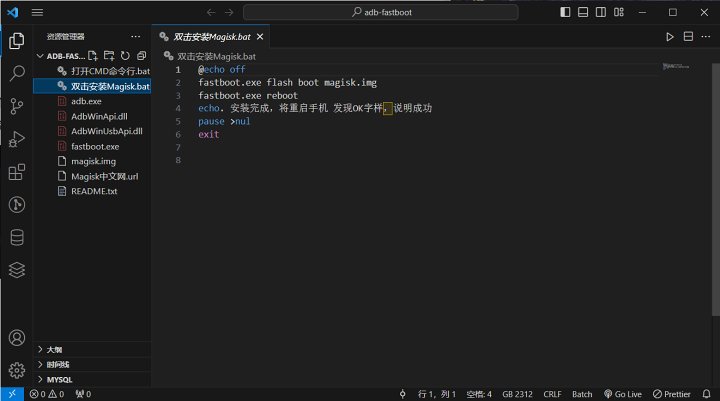 adb-fastboot
资源管理器
双击安装Magisk.bat
ADB-FAS...
双击安装Magisk.bat
打开CMD命令行.bat
双击安装Magisk.bat
adb.exe
AdbWinApi.dll
AdbWinUsbApi.dll
fastboot.exe
magisk.img
Magisk中文网.url
README.txt
1 @echo off
2 fastboot.exe flash boot magisk.img
3 fastboot.exe reboot
4 echo. 安装完成，将重启手机 发现OK字样，说明成功
5 pause >nul
6 exit
7
8
大纲
时间线
MYSQL
0 0 0 行 1，列 1 空格: 4 GB 2312 CRLF Batch Go Live Prettier